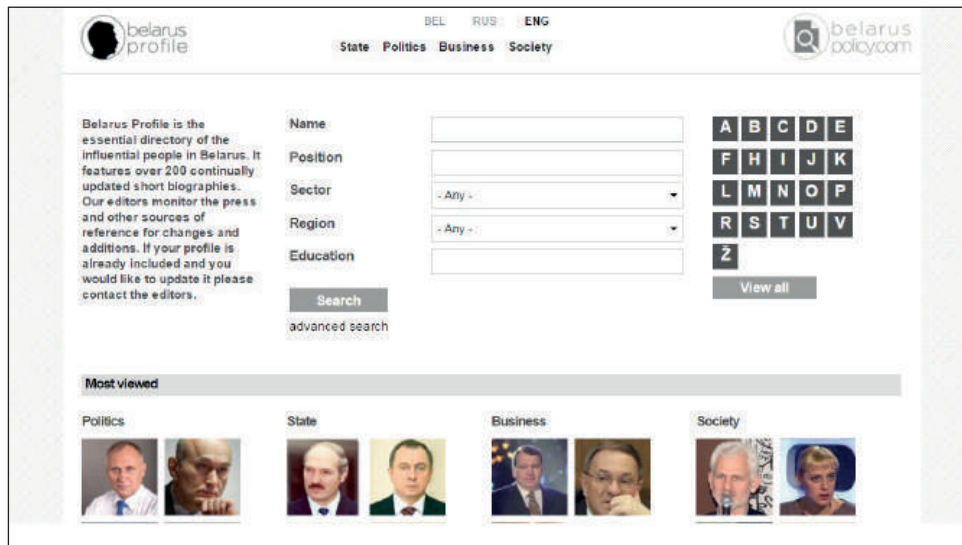 belarus
profile
BEL RUS ENG
State Politics Business Society
belarus
policy.com
Belarus Profile is the
essential directory of the
influential people in Belarus. It
features over 200 continually
updated short biographies.
Our editors monitor the press
and other sources of
reference for changes and
additions. If your profile is
already included and you
would like to update it please
contact the editors.
Name
Position
Sector - Any -
Region - Any -
Education
Search
advanced search
A B C D E
F H I J K
L M N O P
R S T U V
Ž
View all
Most viewed
Politics State Business Society